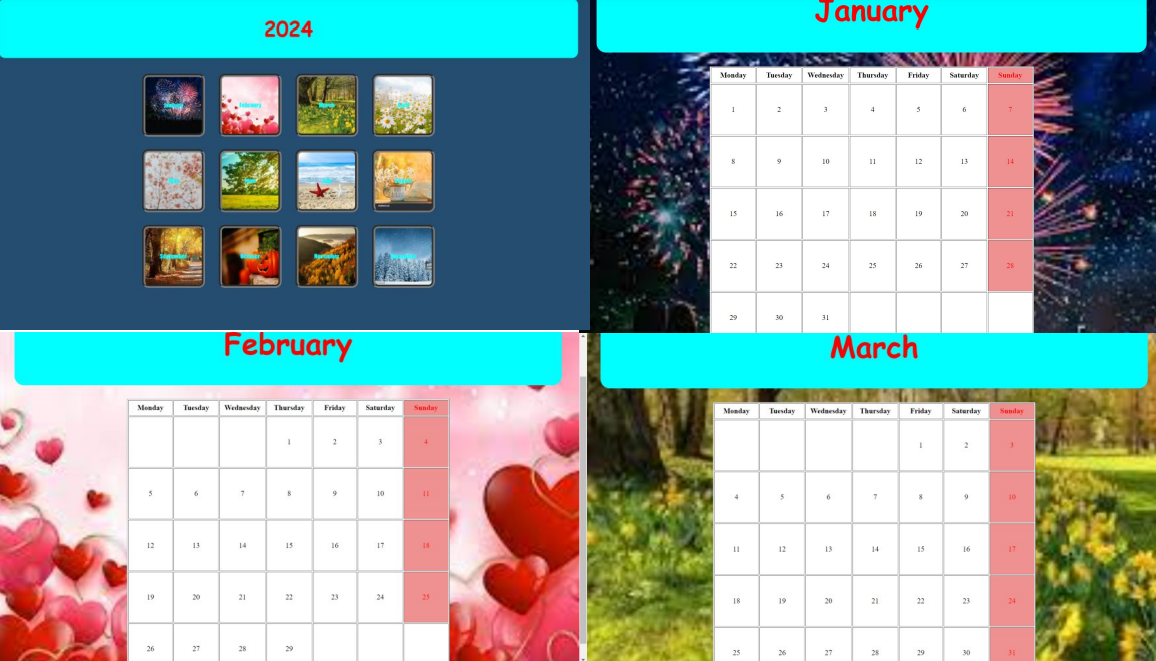 2024
February
March
September
January
Monday Tuesday Wednesday Thursday Friday Saturday Sunday
1 2 3 4 5 6 7
8 9 10 11 12 13 14
15 16 17 18 19 20 21
22 23 24 25 26 27 28
29 30 31
February
Monday Tuesday Wednesday Thursday Friday Saturday Sunday
1 2 3 4
5 6 7 8 9 10 11
12 13 14 15 16 17 18
19 20 21 22 23 24 25
26 27 28 29
March
Monday Tuesday Wednesday Thursday Friday Saturday Sunday
1 2 3
4 5 6 7 8 9 10
11 12 13 14 15 16 17
18 19 20 21 22 23 24
25 26 27 28 29 30 31